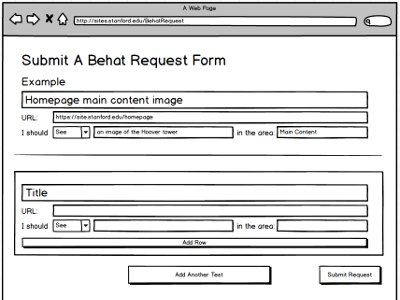 A Web Page
http://sites.stanford.edu/BehatRequest
Submit A Behat Request Form
Example
Homepage main content image
URL: https://site.stanford.edu/homepage
I should See an image of the Hoover tower in the area: Main Content
Title
URL:
I should See in the area:
Add Row
Add Another Test Submit Request